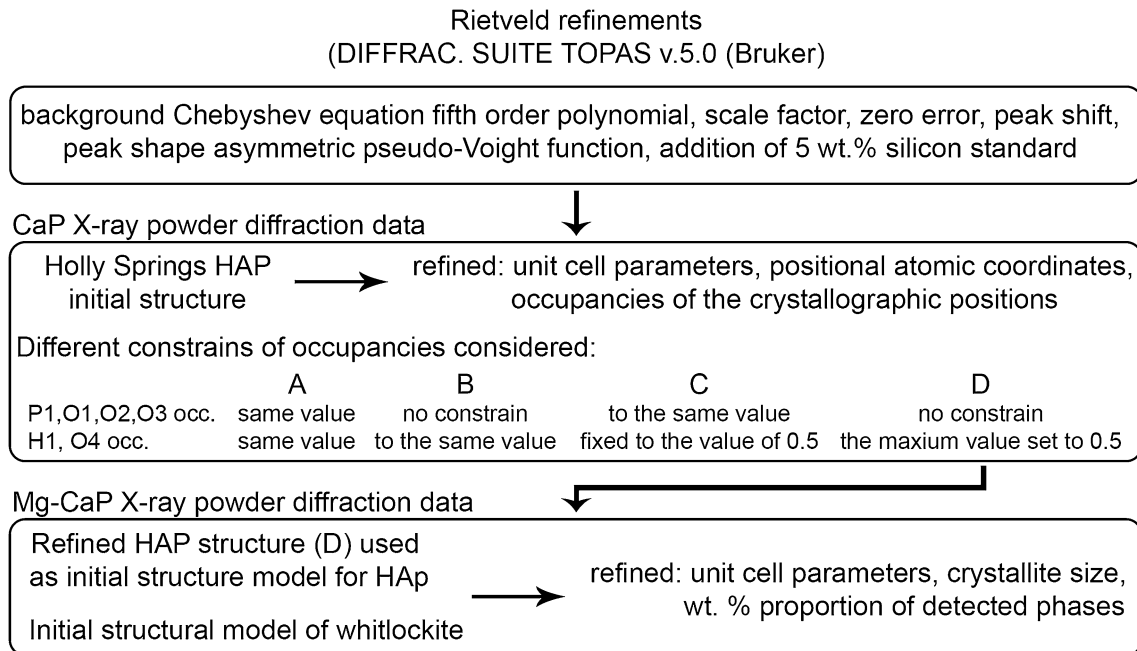 Rietveld refinements
(DIFFRAC. SUITE TOPAS v.5.0 (Bruker)
background Chebyshev equation fifth order polynomial, scale factor, zero error, peak shift,
peak shape asymmetric pseudo-Voight function, addition of 5 wt.% silicon standard
CaP X-ray powder diffraction data
Holly Springs HAP
initial structure
refined: unit cell parameters, positional atomic coordinates,
occupancies of the crystallographic positions
Different constrains of occupancies considered:
A B C D
P1,O1,O2,O3 occ. same value no constrain to the same value no constrain
H1, O4 occ. same value to the same value fixed to the value of 0.5 the maxium value set to 0.5
Mg-CaP X-ray powder diffraction data
Refined HAP structure (D) used
as initial structure model for HAp
Initial structural model of whitlockite
refined: unit cell parameters, crystallite size,
wt. % proportion of detected phases